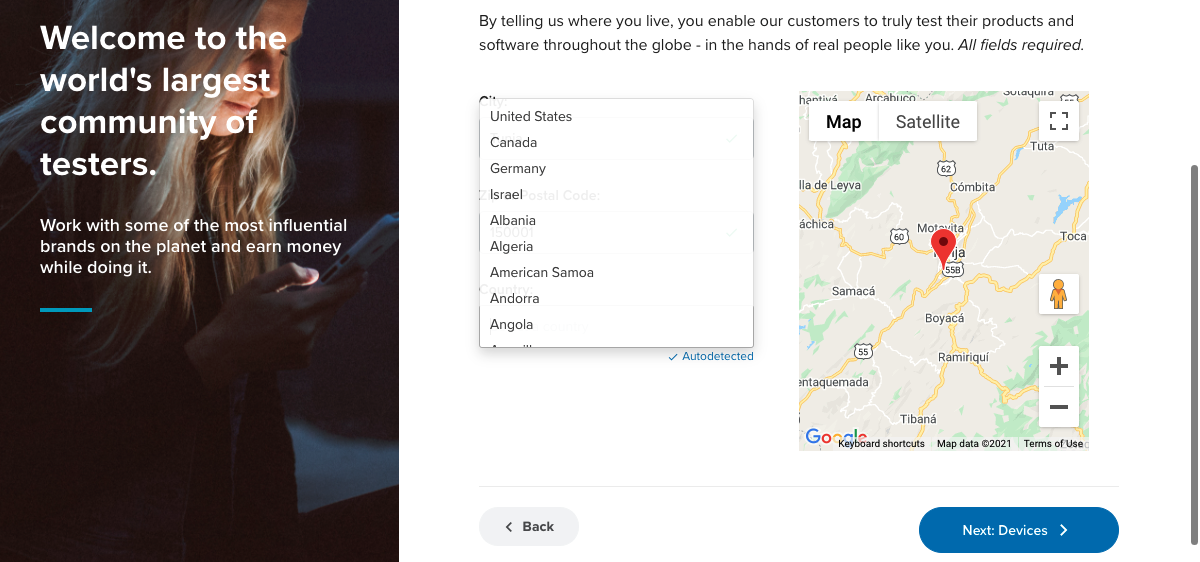 Welcome to the
world's largest
community of
testers.
Work with some of the most influential
brands on the planet and earn money
while doing it.
By telling us where you live, you enable our customers to truly test their products and
software throughout the globe - in the hands of real people like you. All fields required.
City:
United States
Canada
Germany
Israel
Postal Code:
Albania
150001
Algeria
American Samoa
Country:
Andorra
Angola
Autodetected
Map
Satellite
Arcabuco
Tuta
62
lla de Leyva
Cómbita
áchica
Motavita
60
Toca
55B
Samacá
Boyacá
55
Ramiriquí
entaquemada
Tibaná
Google
Keyboard shortcuts
Map data ©2021
Terms of Use
Back
Next: Devices